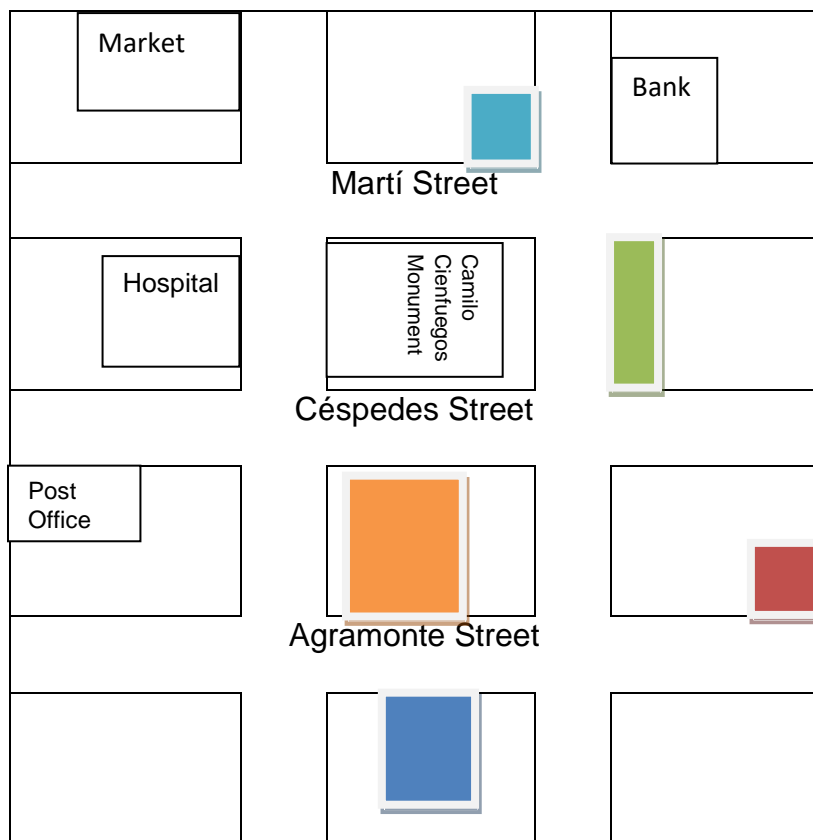 Market
Bank
Martí Street
Hospital
Camilo
Cienfuegos
Monument
Céspedes Street
Post
Office
Agramonte Street